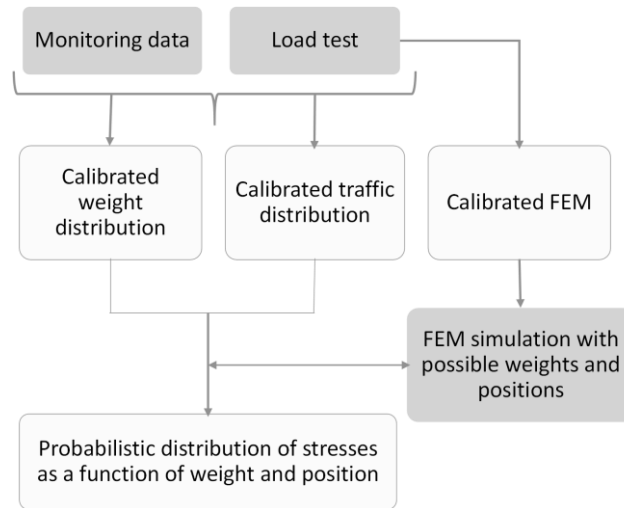 Monitoring data
Load test
Calibrated
weight
distribution
Calibrated traffic
distribution
Calibrated FEM
FEM simulation with
possible weights and
positions
Probabilistic distribution of stresses
as a function of weight and position